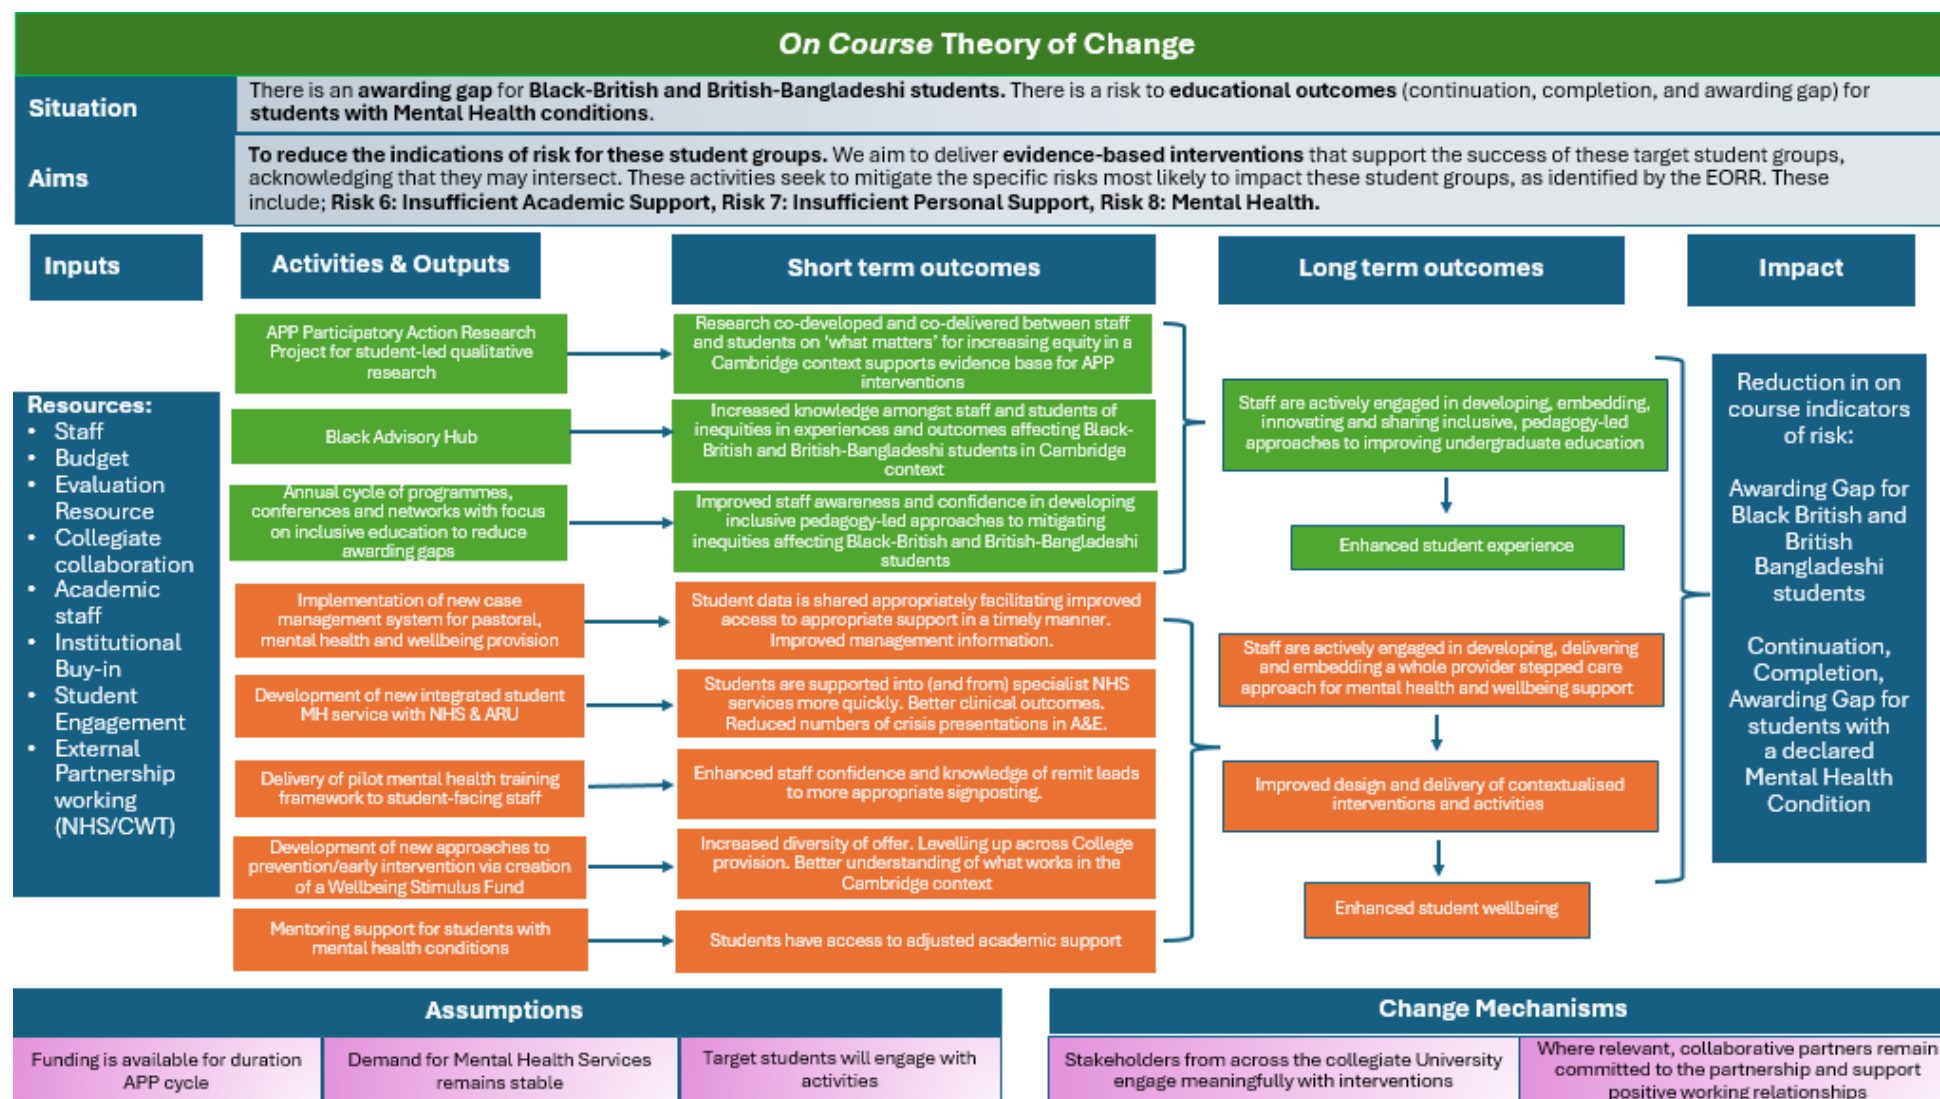 On Course Theory of Change
Situation
There is an awarding gap for Black-British and British-Bangladeshi students. There is a risk to educational outcomes (continuation, completion, and awarding gap) for
students with Mental Health conditions.
Aims
To reduce the indications of risk for these student groups. We aim to deliver evidence-based interventions that support the success of these target student groups,
acknowledging that they may intersect. These activities seek to mitigate the specific risks most likely to impact these student groups, as identified by the EORR. These
include; Risk 6: Insufficient Academic Support, Risk 7: Insufficient Personal Support, Risk 8: Mental Health.
Inputs
Activities & Outputs
Short term outcomes
Long term outcomes
Impact
Resources:
• Staff
• Budget
• Evaluation
Resource
• Collegiate
collaboration
• Academic
staff
• Institutional
Buy-in
• Student
Engagement
• External
Partnership
working
(NHS/CWT)
APP Participatory Action Research
Project for student-led qualitative
research
Research co-developed and co-delivered between staff
and students on 'what matters' for increasing equity in a
Cambridge context supports evidence base for APP
interventions
Black Advisory Hub
Increased knowledge amongst staff and students of
inequities in experiences and outcomes affecting Black-
British and British-Bangladeshi students in Cambridge
context
Annual cycle of programmes,
conferences and networks with focus
on inclusive education to reduce
awarding gaps
Improved staff awareness and confidence in developing
inclusive pedagogy-led approaches to mitigating
inequities affecting Black-British and British-Bangladeshi
students
Implementation of new case
management system for pastoral,
mental health and wellbeing provision
Student data is shared appropriately facilitating improved
access to appropriate support in a timely manner.
Improved management information.
Development of new integrated student
MH service with NHS & ARU
Students are supported into (and from) specialist NHS
services more quickly. Better clinical outcomes.
Reduced numbers of crisis presentations in A&E.
Delivery of pilot mental health training
framework to student-facing staff
Enhanced staff confidence and knowledge of remit leads
to more appropriate signposting.
Development of new approaches to
prevention/early intervention via creation
of a Wellbeing Stimulus Fund
Increased diversity of offer. Levelling up across College
provision. Better understanding of what works in the
Cambridge context
Mentoring support for students with
mental health conditions
Students have access to adjusted academic support
Staff are actively engaged in developing, embedding,
innovating and sharing inclusive, pedagogy-led
approaches to improving undergraduate education
Enhanced student experience
Staff are actively engaged in developing, delivering
and embedding a whole provider stepped care
approach for mental health and wellbeing support
Improved design and delivery of contextualised
interventions and activities
Enhanced student wellbeing
Reduction in on
course indicators
of risk:
Awarding Gap for
Black British and
British
Bangladeshi
students
Continuation,
Completion,
Awarding Gap for
students with
a declared
Mental Health
Condition
Assumptions
Funding is available for duration
APP cycle
Demand for Mental Health Services
remains stable
Target students will engage with
activities
Change Mechanisms
Stakeholders from across the collegiate University
engage meaningfully with interventions
Where relevant, collaborative partners remain
committed to the partnership and support
positive working relationships